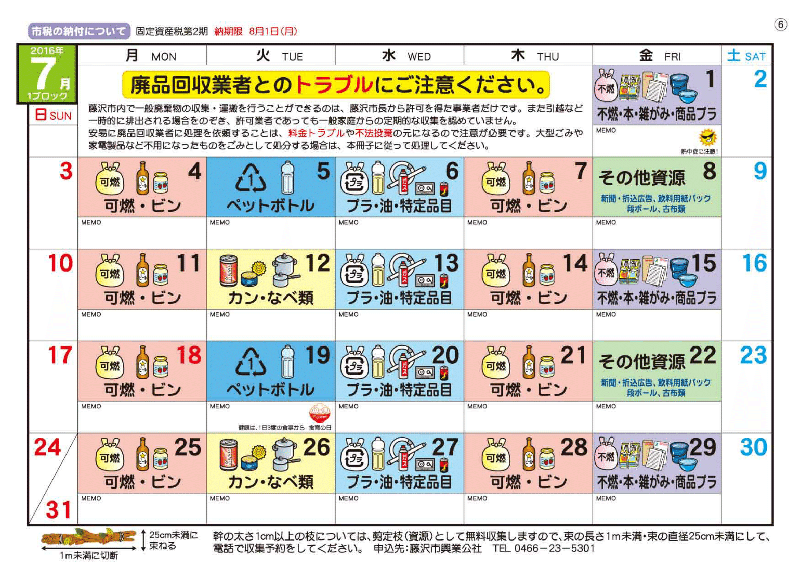 市税の納付について 固定資産税第2期 納期限 8月1日(月)
⑥
2016年
7月
1ブロック
日 SUN
月 MON
火 TUE
水 WED
木 THU
金 FRI
土 SAT
廃品回収業者とのトラブルにご注意ください。
藤沢市内で一般廃棄物の収集・運搬を行うことができるのは、藤沢市長から許可を得た事業者だけです。また引越など
一時的に排出される場合をのぞき、許可業者であっても一般家庭からの定期的な収集を認めていません。
安易に廃品回収業者に処理を依頼することは、料金トラブルや不法投棄の元になるので注意が必要です。大型ごみや
家電製品など不用になったものをごみとして処分する場合は、本冊子に従って処理してください。
不燃
1
不燃・本・雑がみ・商品プラ
MEMO
熱中症に注意!
2
3
可燃
4
可燃・ビン
MEMO
1
5
ペットボトル
MEMO
プラ
6
プラ・油・特定品目
MEMO
可燃
7
可燃・ビン
MEMO
その他資源 8
新聞・折込広告、飲料用紙パック
段ボール、古布類
MEMO
9
10
可燃
11
可燃・ビン
MEMO
12
カン・なべ類
MEMO
プラ
13
プラ・油・特定品目
MEMO
可燃
14
可燃・ビン
MEMO
不燃
15
不燃・本・雑がみ・商品プラ
MEMO
16
17
可燃
18
可燃・ビン
MEMO
1
19
ペットボトル
MEMO
健康は、1日3度の食事から 食育の日
プラ
20
プラ・油・特定品目
MEMO
可燃
21
可燃・ビン
MEMO
その他資源 22
新聞・折込広告、飲料用紙パック
段ボール、古布類
MEMO
23
24
31
可燃
25
可燃・ビン
MEMO
26
カン・なべ類
MEMO
プラ
27
プラ・油・特定品目
MEMO
可燃
28
可燃・ビン
MEMO
不燃
29
不燃・本・雑がみ・商品プラ
MEMO
30
1m未満に切断
25cm未満に
束ねる
幹の太さ1cm以上の枝については、剪定枝(資源)として無料収集しますので、束の長さ1m未満・束の直径25cm未満にして、
電話で収集予約をしてください。 申込先:藤沢市興業公社 TEL 0466-23-5301